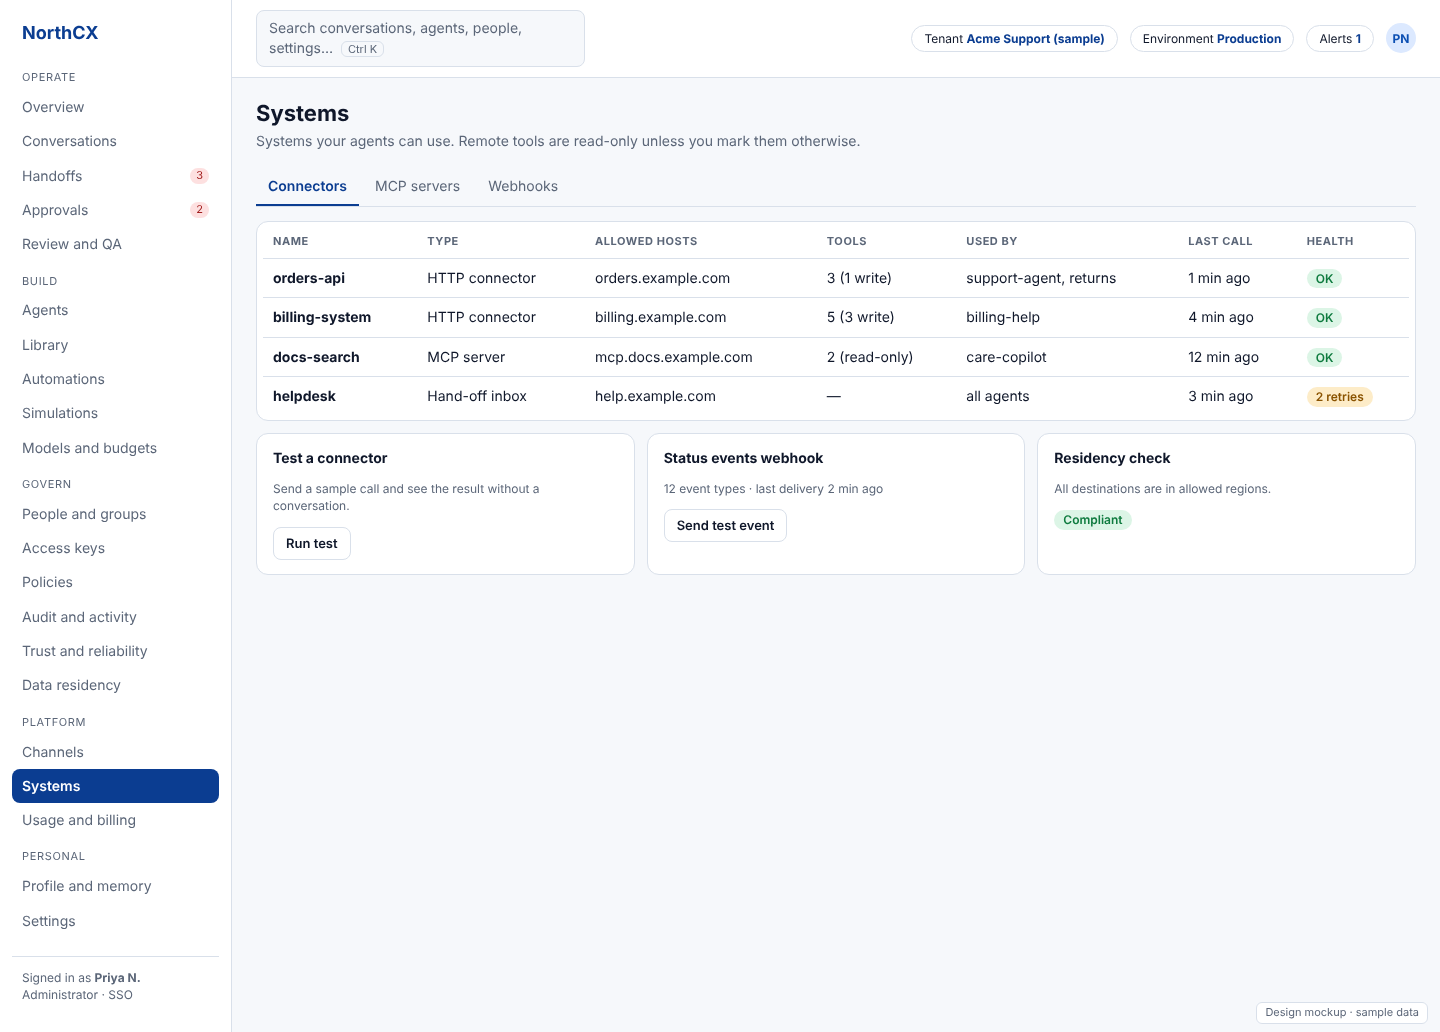 NorthCX
OPERATE
Overview
Conversations
Handoffs 3
Approvals 2
Review and QA
BUILD
Agents
Library
Automations
Simulations
Models and budgets
GOVERN
People and groups
Access keys
Policies
Audit and activity
Trust and reliability
Data residency
PLATFORM
Channels
Systems
Usage and billing
PERSONAL
Profile and memory
Settings
Signed in as Priya N.
Administrator · SSO
Search conversations, agents, people,
settings... Ctrl K
Tenant Acme Support (sample)
Environment Production
Alerts 1
PN
Systems
Systems your agents can use. Remote tools are read-only unless you mark them otherwise.
Connectors MCP servers Webhooks
NAME TYPE ALLOWED HOSTS TOOLS USED BY LAST CALL HEALTH
orders-api HTTP connector orders.example.com 3 (1 write) support-agent, returns 1 min ago OK
billing-system HTTP connector billing.example.com 5 (3 write) billing-help 4 min ago OK
docs-search MCP server mcp.docs.example.com 2 (read-only) care-copilot 12 min ago OK
helpdesk Hand-off inbox help.example.com — all agents 3 min ago 2 retries
Test a connector
Send a sample call and see the result without a
conversation.
Run test
Status events webhook
12 event types · last delivery 2 min ago
Send test event
Residency check
All destinations are in allowed regions.
Compliant
Design mockup · sample data